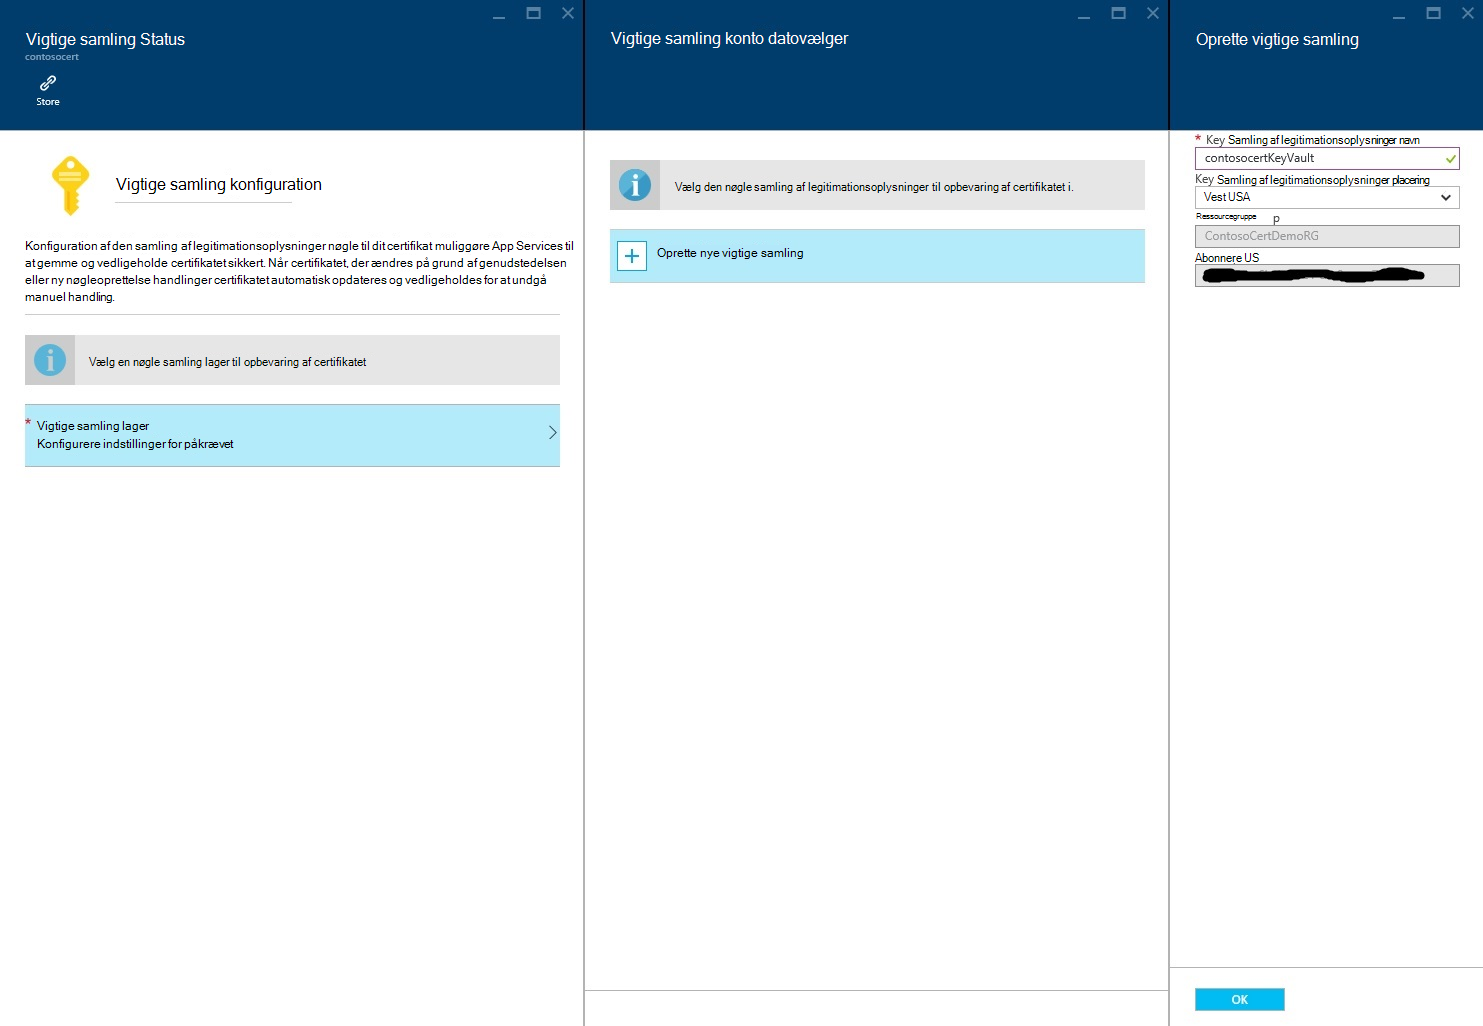 Vigtige samling Status
contosocert
Store
Vigtige samling konfiguration
Konfiguration af den samling af legitimationsoplysninger nøgle til dit certifikat muliggøre App Services til
at gemme og vedligeholde certifikatet sikkert. Når certifikatet, der ændres på grund af genudstedelsen
eller ny nøgleoprettelse handlinger certifikatet automatisk opdateres og vedligeholdes for at undgå
manuel handling.
Vælg en nøgle samling lager til opbevaring af certifikatet
* Vigtige samling lager
Konfigurere indstillinger for påkrævet
Vigtige samling konto datovælger
Vælg den nøgle samling af legitimationsoplysninger til opbevaring af certifikatet i.
Oprette nye vigtige samling
Oprette vigtige samling
* Key Samling af legitimationsoplysninger navn
contosocertKeyVault
Key Samling af legitimationsoplysninger placering
Vest USA
Ressourcegruppe p
ContosoCertDemoRG
Abonnere US
OK